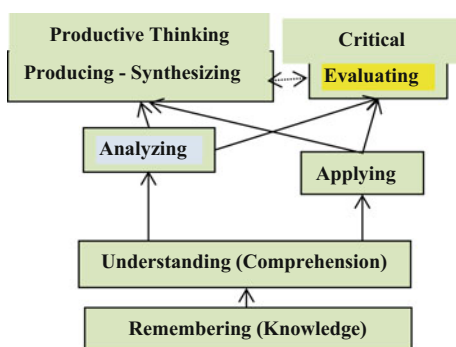 Productive Thinking
Producing - Synthesizing
Critical
Evaluating
Analyzing
Applying
Understanding (Comprehension)
Remembering (Knowledge)